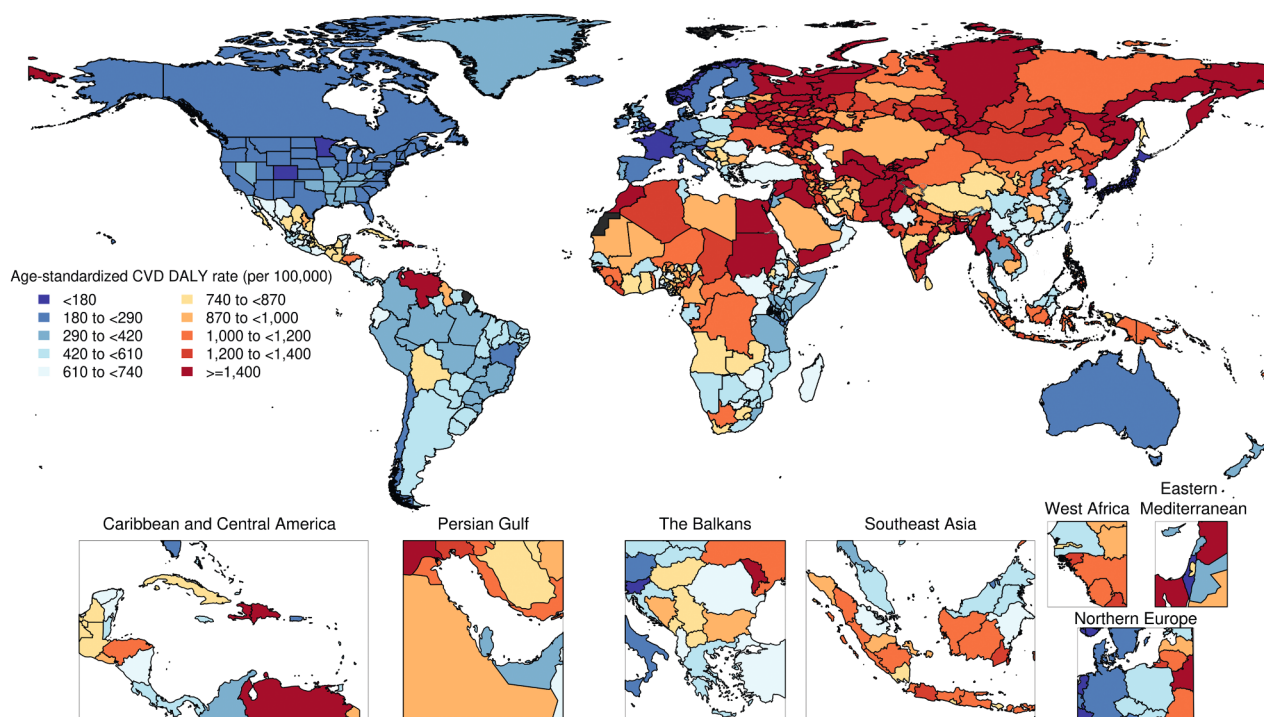 Age-standardized CVD DALY rate (per 100,000)
<180
180 to <290
290 to <420
420 to <610
610 to <740
740 to <870
870 to <1,000
1,000 to <1,200
1,200 to <1,400
>=1,400
Caribbean and Central America
Persian Gulf
The Balkans
Southeast Asia
West Africa
Eastern
Mediterranean
Northern Europe